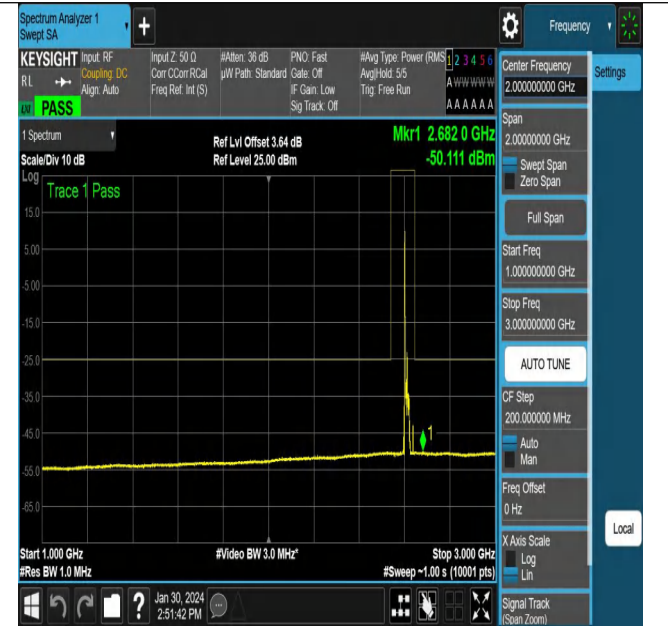 Spectrum Analyzer 1
Swept SA
Frequency
KEYSIGHT
RL
LXI PASS
Input: RF
Coupling: DC
Align: Auto
Input Z: 50 Ω
Corr CCorr RCal
Freq Ref: Int (S)
#Atten: 36 dB
µW Path: Standard
PNO: Fast
Gate: Off
IF Gain: Low
Sig Track: Off
#Avg Type: Power (RMS
Avg|Hold: 5/5
Trig: Free Run
1 2 3 4 5 6
A W W W W W
A A A A A A
1 Spectrum
Scale/Div 10 dB
Ref Lvl Offset 3.64 dB
Ref Level 25.00 dBm
Mkr1 2.682 0 GHz
-50.111 dBm
Log
Trace 1 Pass
15.0
5.00
-5.00
-15.0
-25.0
-35.0
-45.0
-55.0
-65.0
1
Start 1.000 GHz
#Res BW 1.0 MHz
#Video BW 3.0 MHz*
Stop 3.000 GHz
#Sweep ~1.00 s (10001 pts)
Center Frequency
2.000000000 GHz
Span
2.00000000 GHz
Swept Span
Zero Span
Full Span
Start Freq
1.000000000 GHz
Stop Freq
3.000000000 GHz
AUTO TUNE
CF Step
200.000000 MHz
Auto
Man
Freq Offset
0 Hz
X Axis Scale
Log
Lin
Signal Track
(Span Zoom)
Settings
Local
Jan 30, 2024
2:51:42 PM